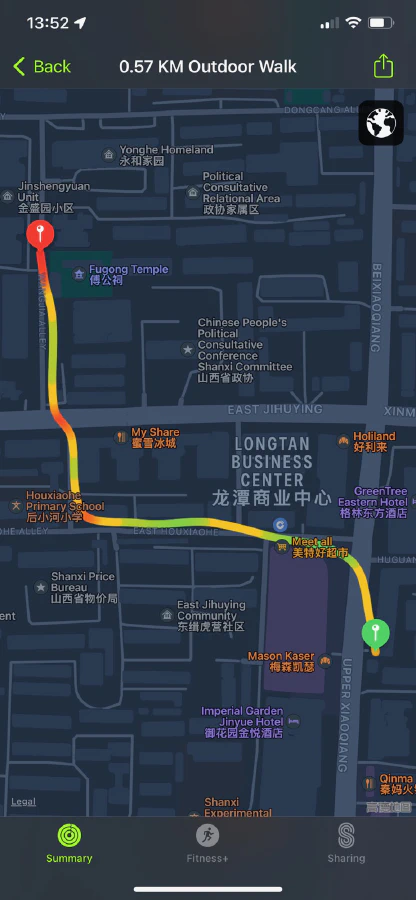 13:52
Back
0.57 KM Outdoor Walk
DONGCANG
Yonghe Homeland
永和家园
Political
Consultative
Relational Area
政协家属区
Jinshengyuan
Unit
金盛园小区
Fugong Temple
傅公祠
BEIXIAOQIANG
Chinese People's
Political
Consultative
Conference
Shanxi Committee
山西省政协
EAST JIHUYING
XINM
My Share
蜜雪冰城
Holiland
好利来
LONGTAN
BUSINESS
CENTER
龙潭商业中心
GreenTree
Eastern Hotel
格林东方酒店
Houxiaohe
Primary School
后小河小学
HE ALLEY
EAST HOUXIAOHE
Meet all
美特好超市
HUGUAN
Shanxi Price
Bureau
山西省物价局
ent
East Jihuying
Community
东缉虎营社区
Mason Kaser
梅森凯瑟
UPPER XIAOQIANG
Imperial Garden
Jinyue Hotel
御花园金悦酒店
Qinma
秦妈火
Legal
Shanxi
Experimental
Summary
Fitness+
Sharing